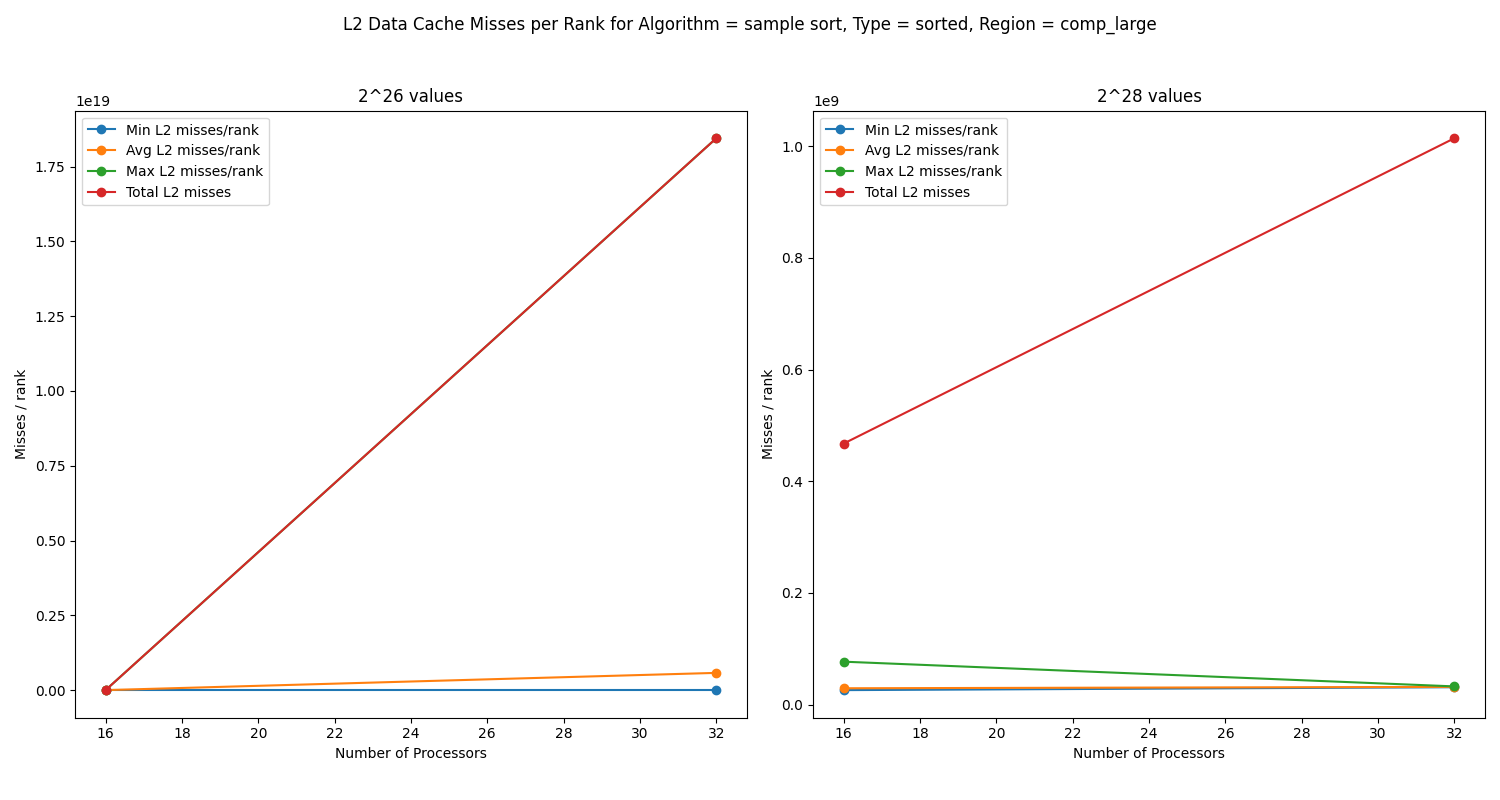 L2 Data Cache Misses per Rank for Algorithm = sample sort, Type = sorted, Region = comp_large
2^26 values
1e19
Min L2 misses/rank
Avg L2 misses/rank
Max L2 misses/rank
Total L2 misses
1.75
1.50
1.25
1.00
0.75
0.50
0.25
0.00
Misses / rank
16 18 20 22 24 26 28 30 32
Number of Processors
2^28 values
1e9
Min L2 misses/rank
Avg L2 misses/rank
Max L2 misses/rank
Total L2 misses
1.0
0.8
0.6
0.4
0.2
0.0
Misses / rank
16 18 20 22 24 26 28 30 32
Number of Processors